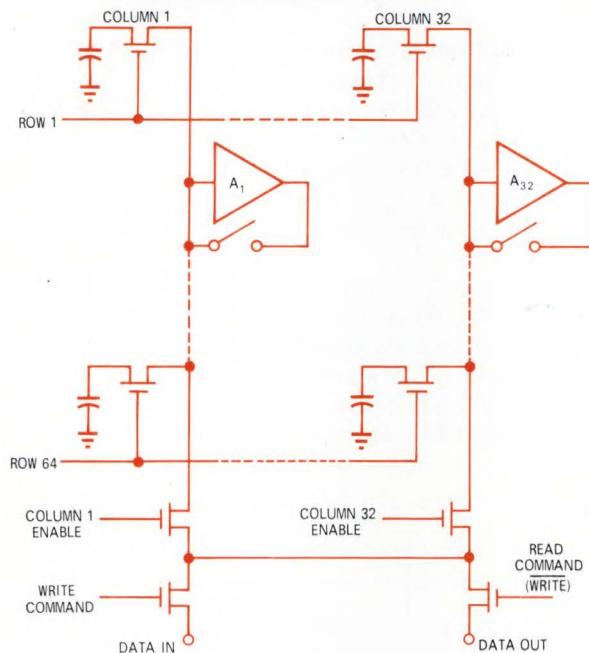 COLUMN 1
COLUMN 32
ROW 1
A1
A32
ROW 64
COLUMN 1
ENABLE
COLUMN 32
ENABLE
READ
COMMAND
(WRITE)
WRITE
COMMAND
DATA IN
DATA OUT